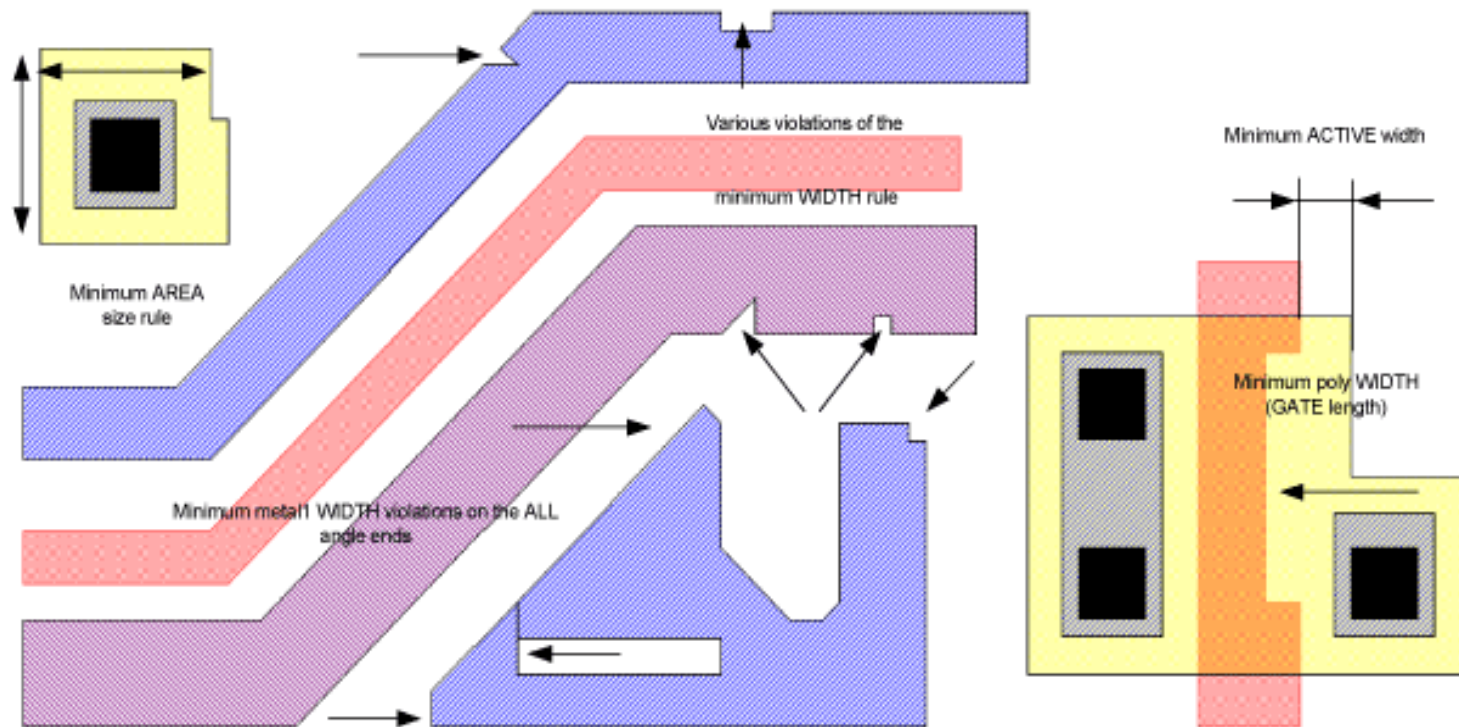 Various violations of the
minimum WIDTH rule
Minimum ACTIVE width
Minimum AREA
size rule
Minimum poly WIDTH
(GATE length)
Minimum metal1 WIDTH violations on the ALL
angle ends